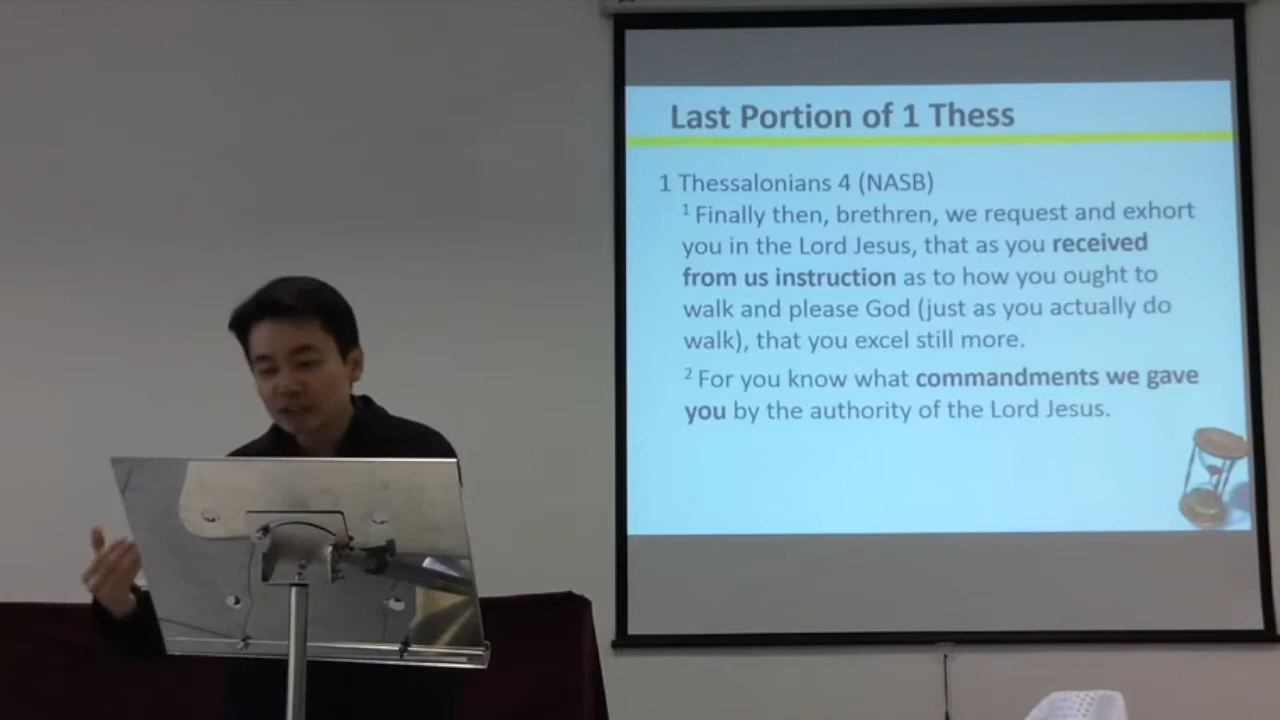 Last Portion of 1 Thess
1 Thessalonians 4 (NASB)
1 Finally then, brethren, we request and exhort
you in the Lord Jesus, that as you received
from us instruction as to how you ought to
walk and please God (just as you actually do
walk), that you excel still more.
2 For you know what commandments we gave
you by the authority of the Lord Jesus.